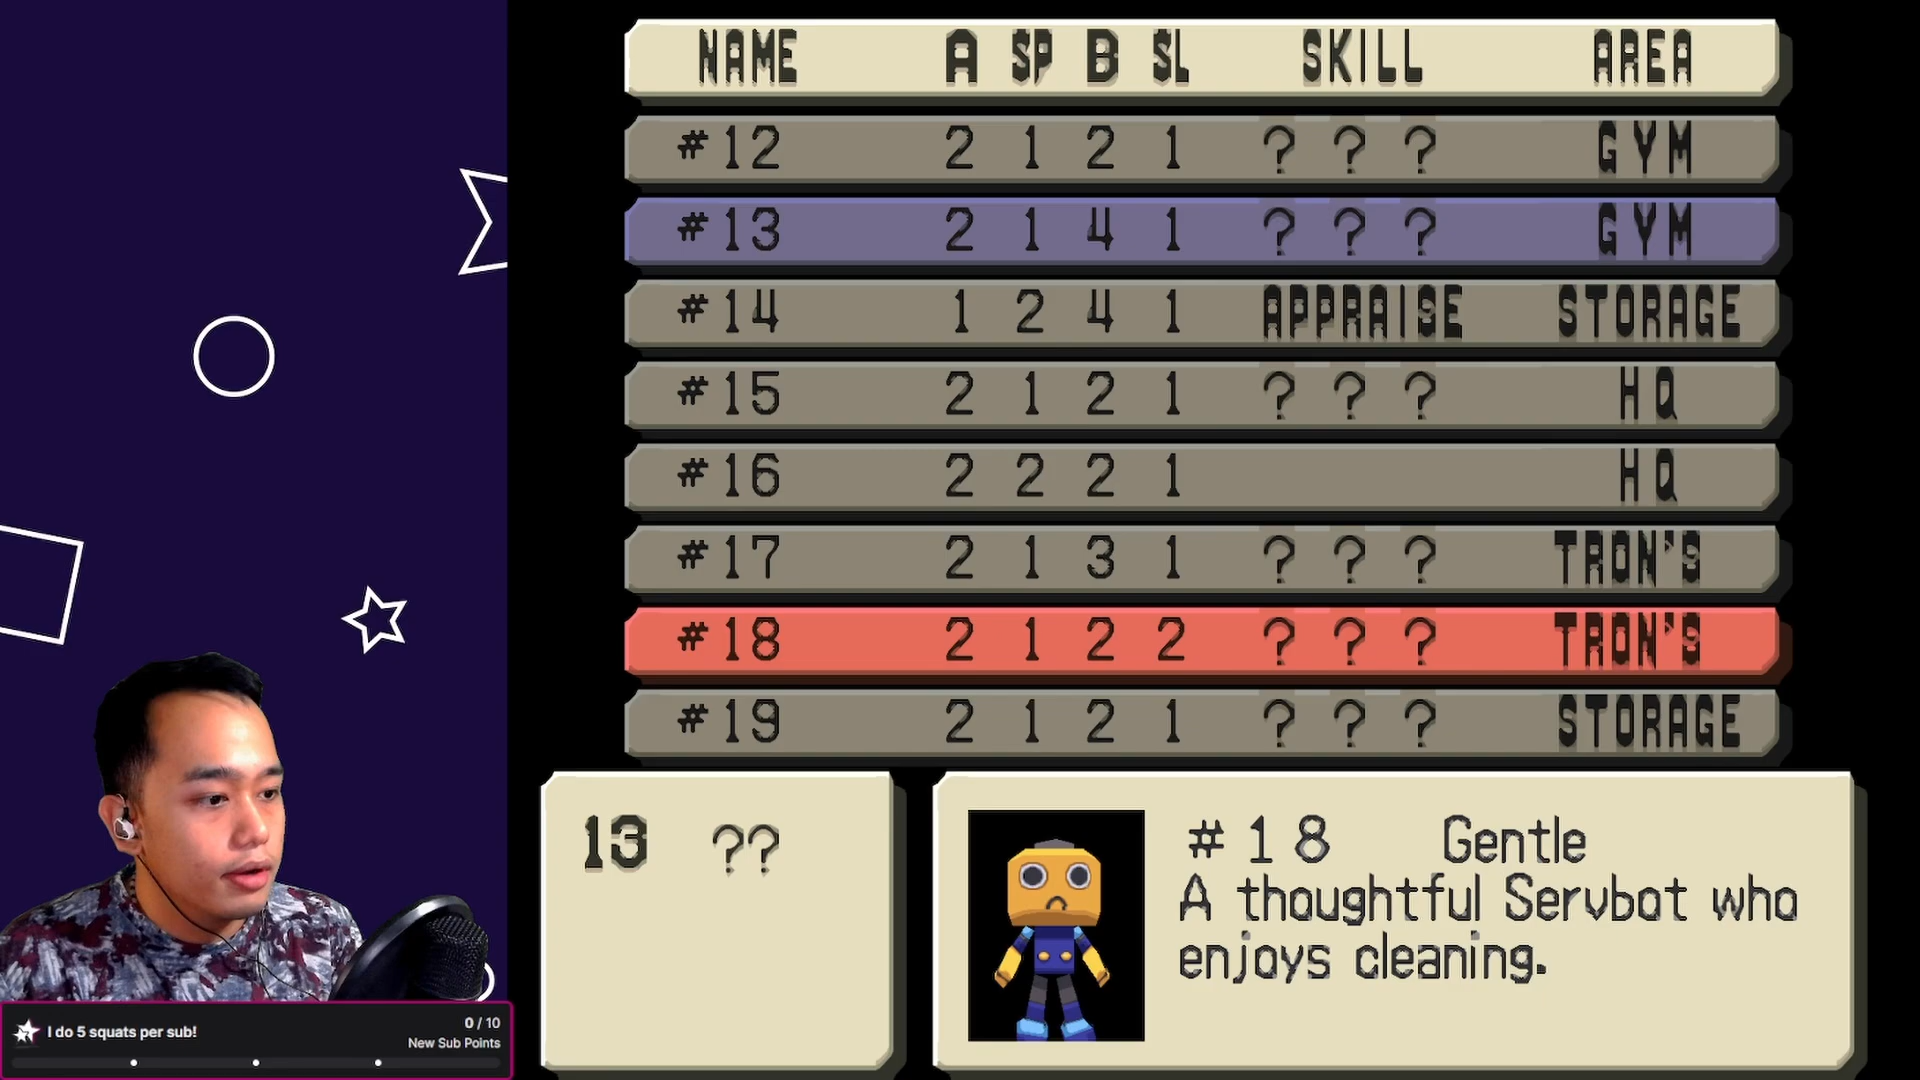 NAME A SP B SL SKILL AREA
#12 2 1 2 1 ? ? ? GYM
#13 2 1 4 1 ? ? ? GYM
#14 1 2 4 1 APPRAISE STORAGE
#15 2 1 2 1 ? ? ? HQ
#16 2 2 2 1 HQ
#17 2 1 3 1 ? ? ? TRON'S
#18 2 1 2 2 ? ? ? TRON'S
#19 2 1 2 1 ? ? ? STORAGE
13 ??
#18 Gentle
A thoughtful Servbot who
enjoys cleaning.
I do 5 squats per sub!
0 / 10
New Sub Points